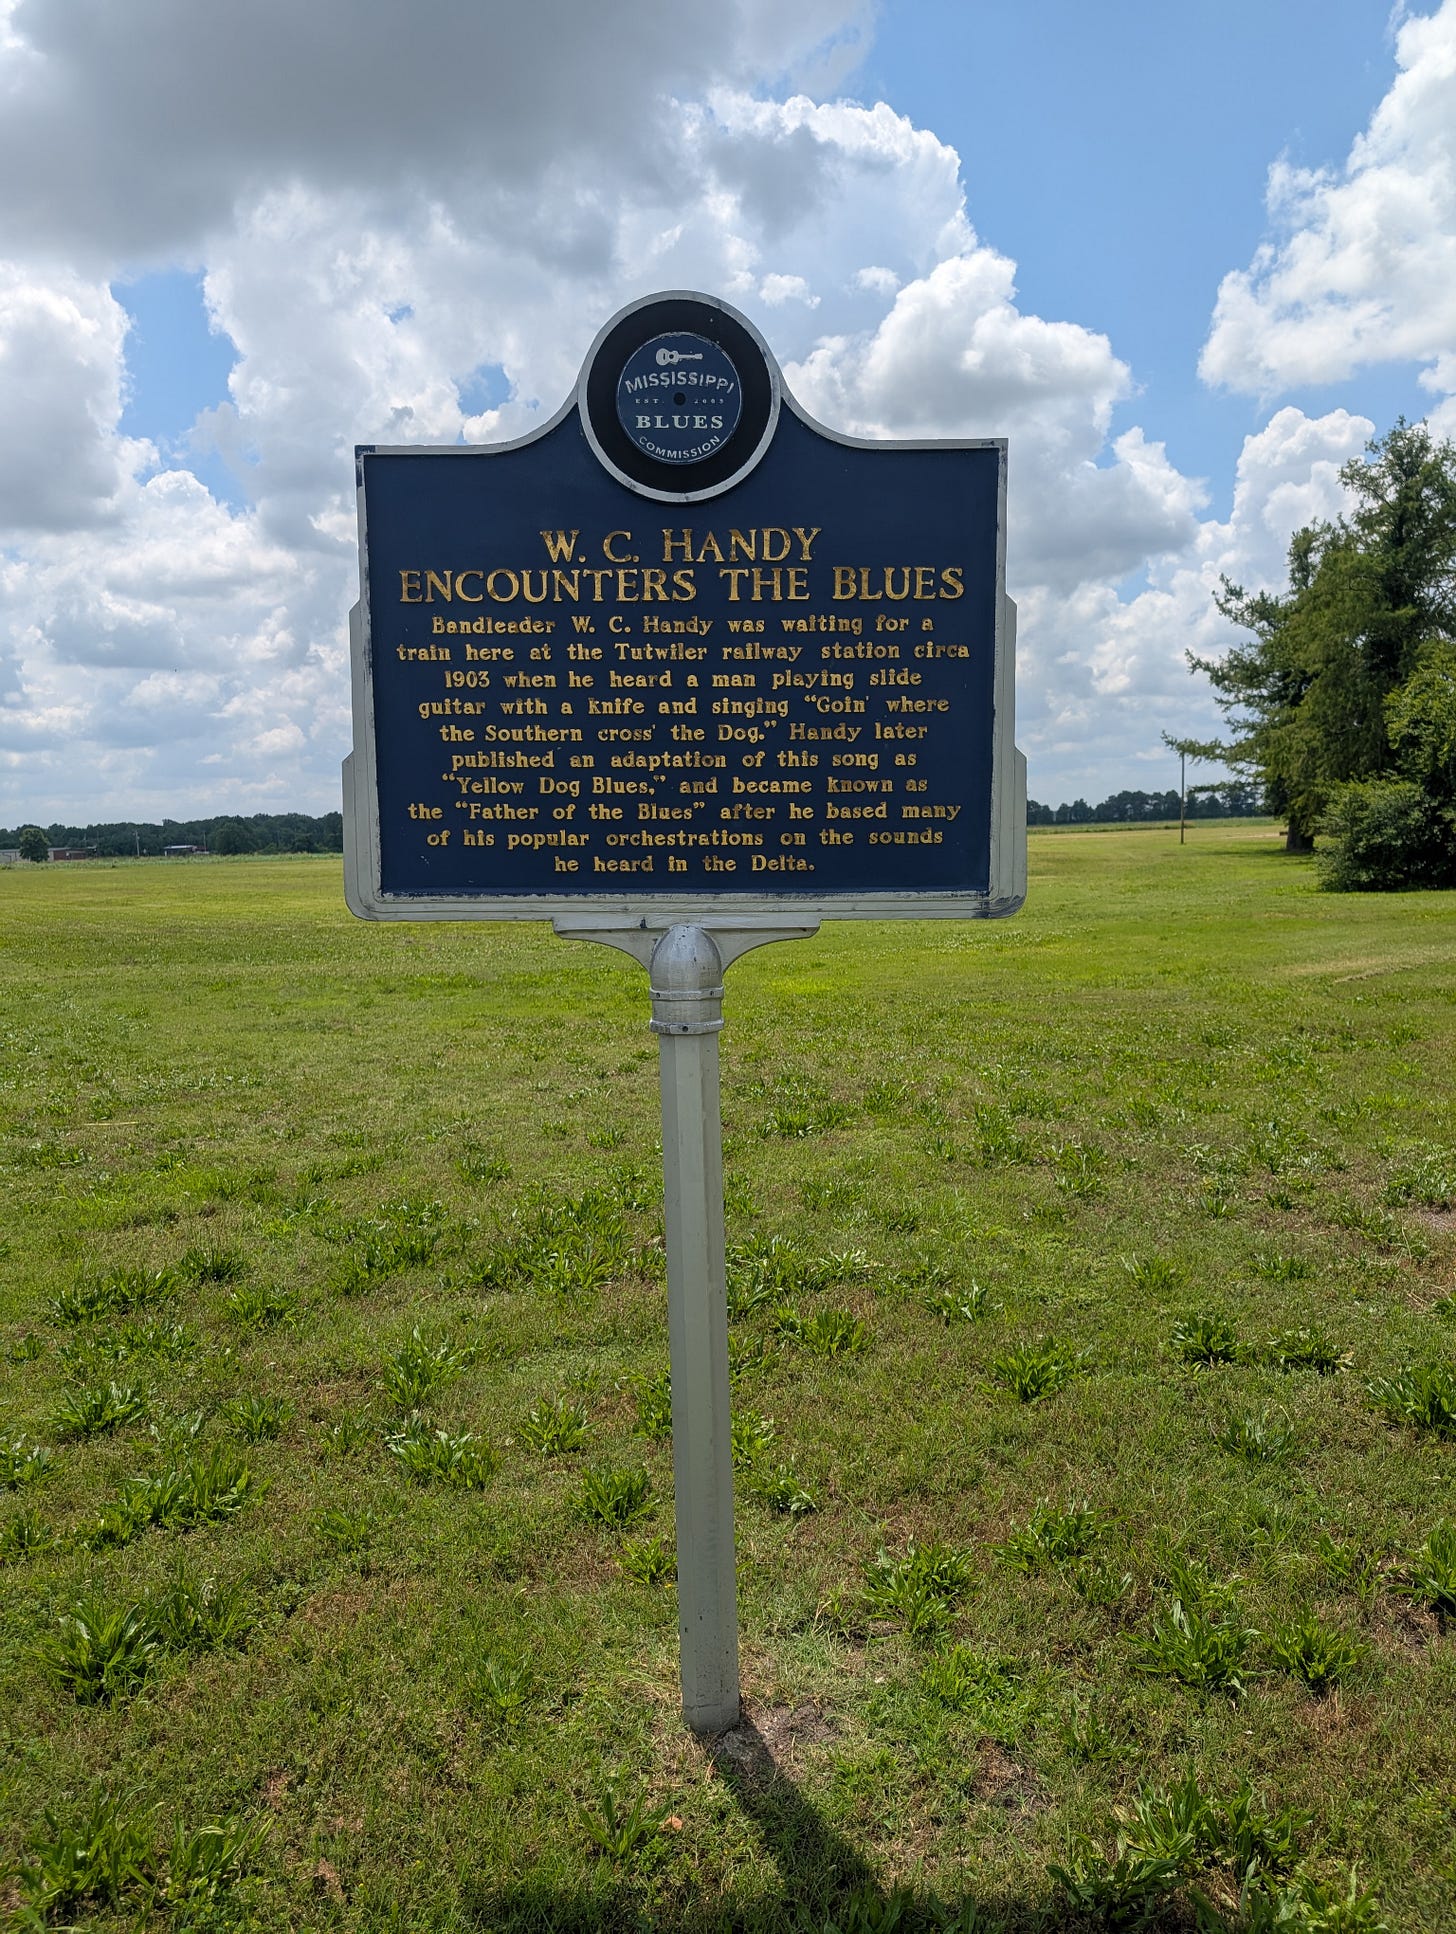 MISSISSIPPI
EST. 2003
BLUES
COMMISSION
W. C. HANDY
ENCOUNTERS THE BLUES
Bandleader W. C. Handy was waiting for a
train here at the Tutwiler railway station circa
1903 when he heard a man playing slide
guitar with a knife and singing “Goin’ where
the Southern cross’ the Dog.” Handy later
published an adaptation of this song as
“Yellow Dog Blues,” and became known as
the “Father of the Blues” after he based many
of his popular orchestrations on the sounds
he heard in the Delta.